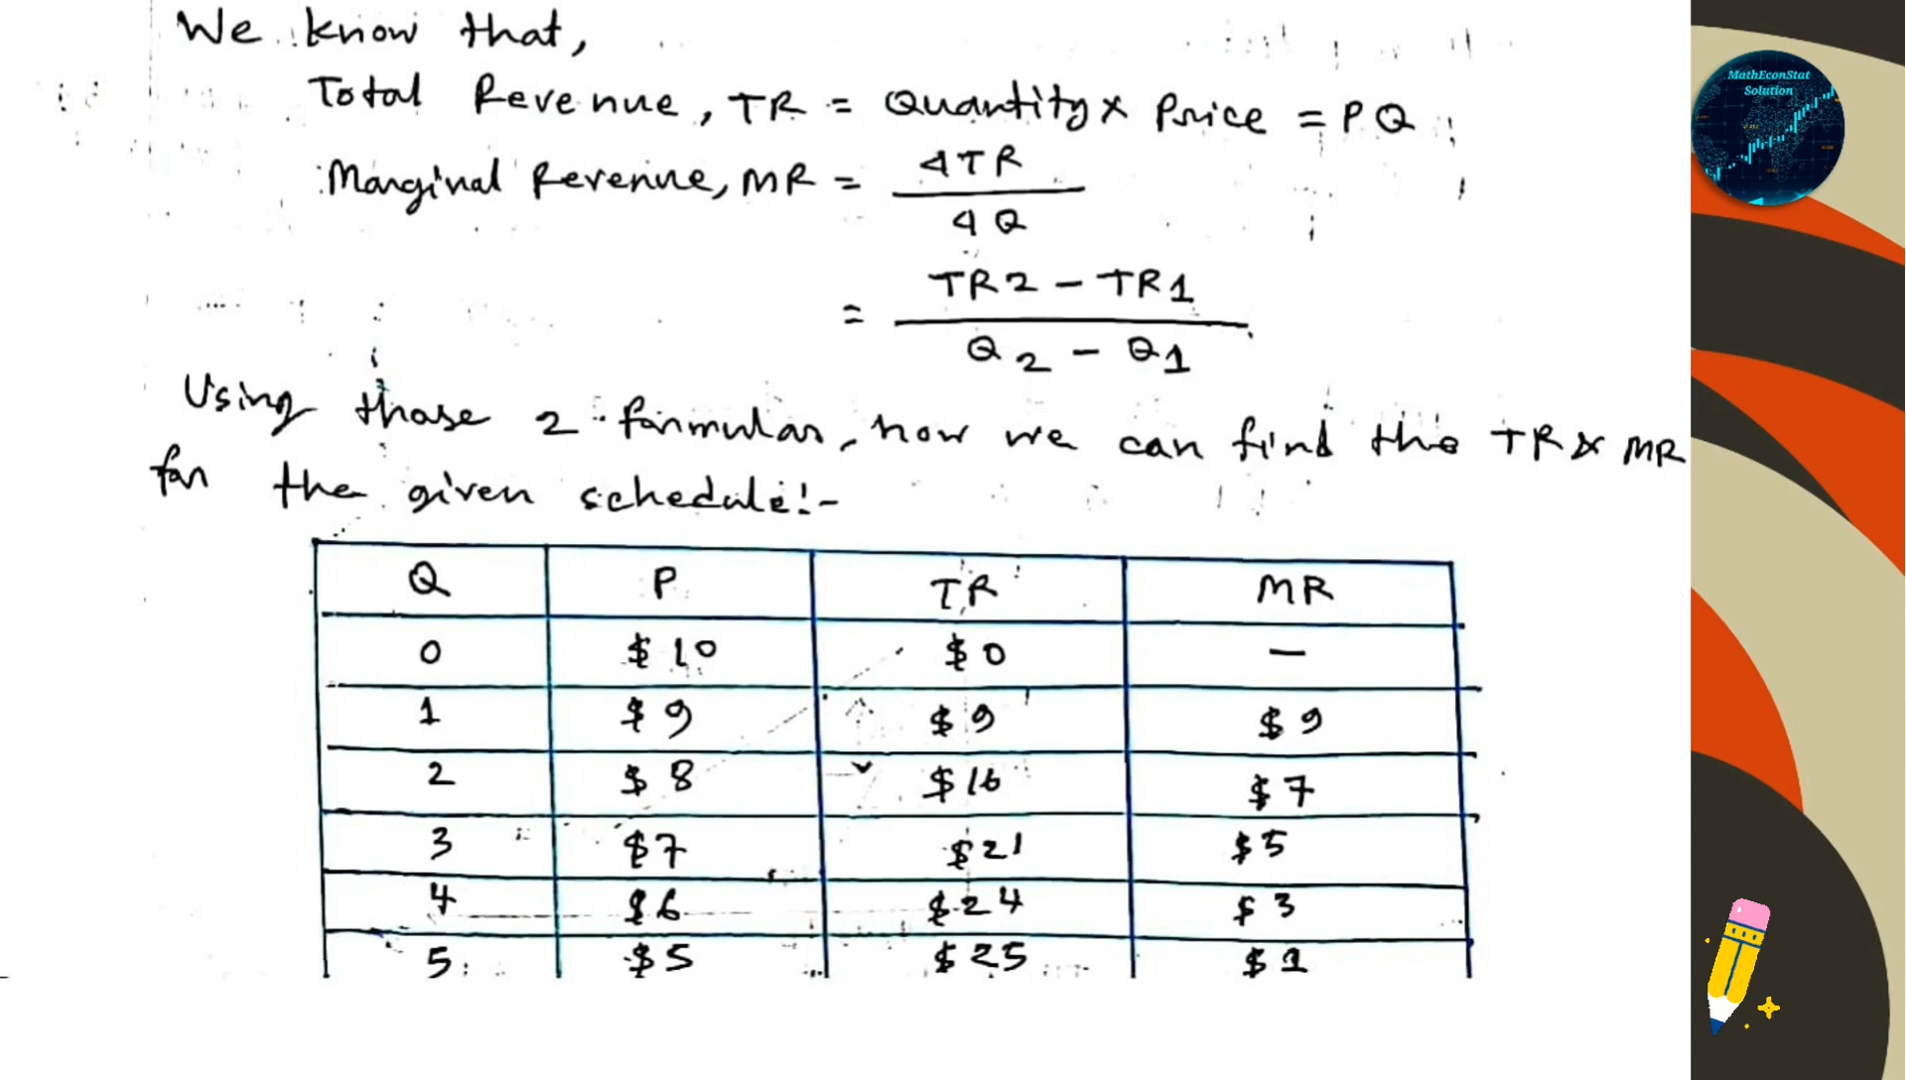 We know that,
Total Revenue, TR = Quantity x Price = PQ
Marginal Revenue, MR = ΔTR / ΔQ
= TR2 - TR1 / Q2 - Q1
Using those 2 formulas, now we can find the TR & MR
for the given schedule:-
Q P TR MR
0 $10 $0 —
1 $9 $9 $9
2 $8 $16 $7
3 $7 $21 $5
4 $6 $24 $3
5 $5 $25 $1
MathEconStat
Solution